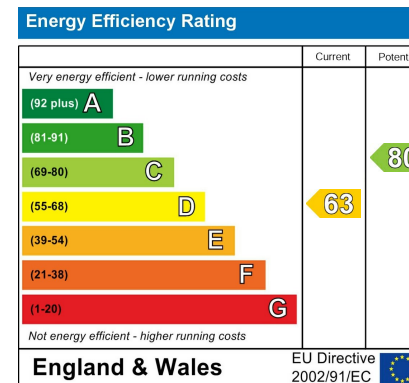 Energy Efficiency Rating
Current Potent
Very energy efficient - lower running costs
(92 plus) A
(81-91) B
(69-80) C
80
(55-68) D
63
(39-54) E
(21-38) F
(1-20) G
Not energy efficient - higher running costs
England & Wales
EU Directive
2002/91/EC